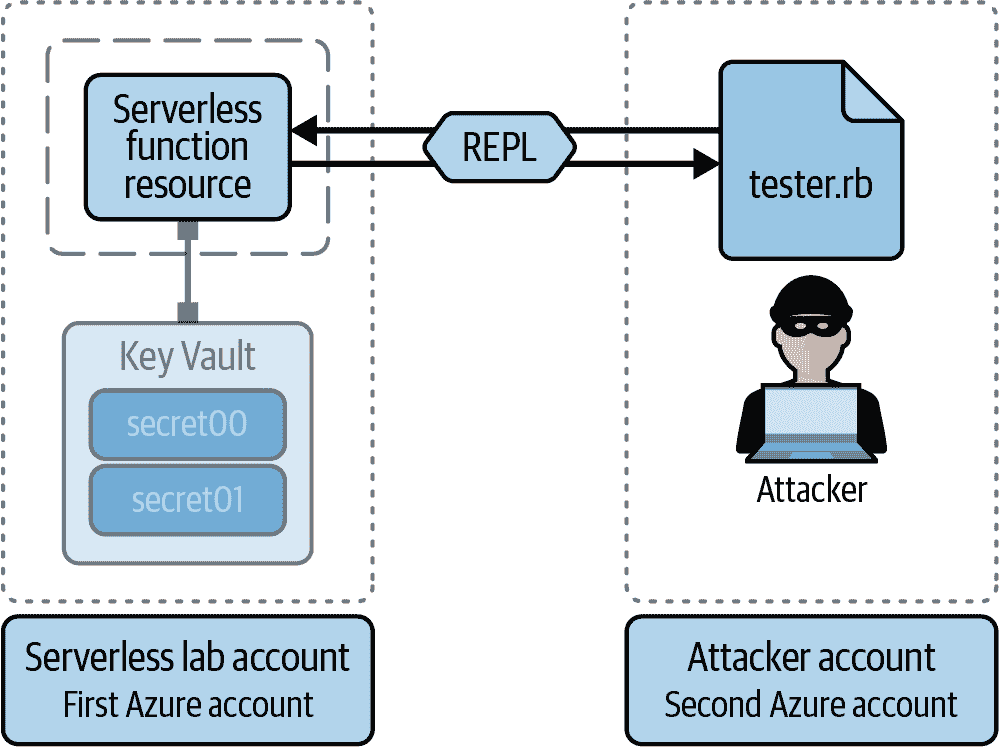 Serverless
function
resource
REPL
tester.rb
Key Vault
secret00
secret01
Attacker
Serverless lab account
First Azure account
Attacker account
Second Azure account